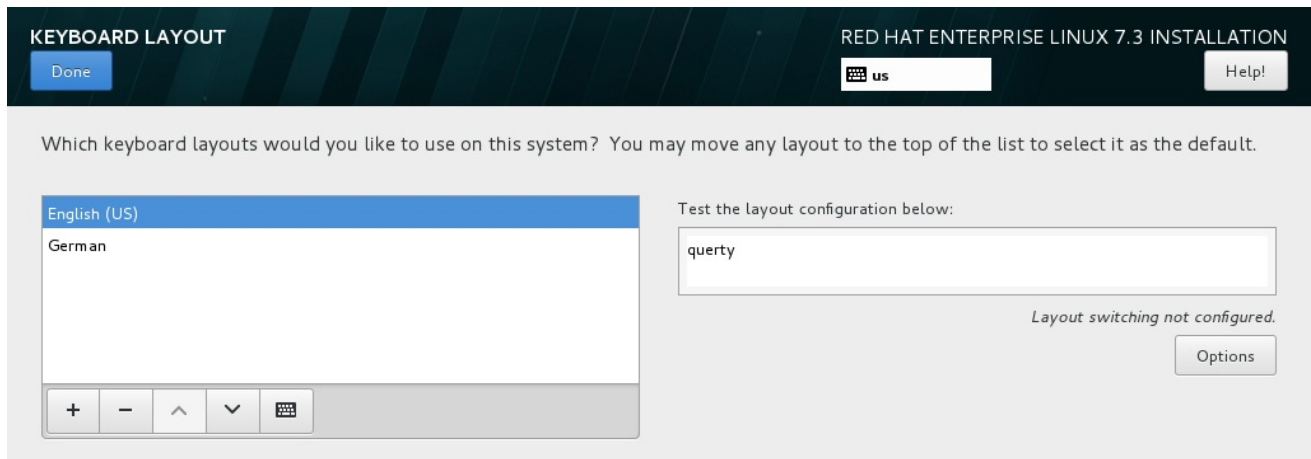 KEYBOARD LAYOUT
Done
RED HAT ENTERPRISE LINUX 7.3 INSTALLATION
us
Help!
Which keyboard layouts would you like to use on this system? You may move any layout to the top of the list to select it as the default.
English (US)
German
Test the layout configuration below:
querty
Layout switching not configured.
Options